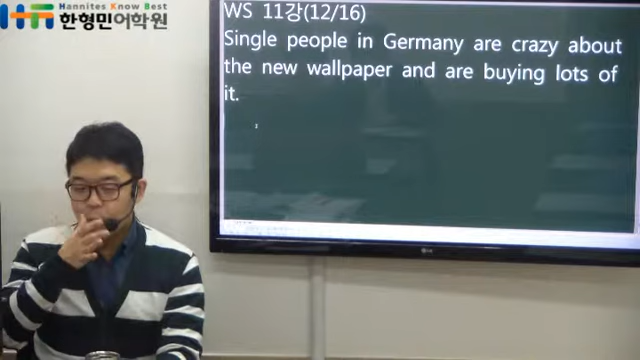 Hannites Know Best
한형민어학원
WS 11강(12/16)
Single people in Germany are crazy about
the new wallpaper and are buying lots of
it.
LG